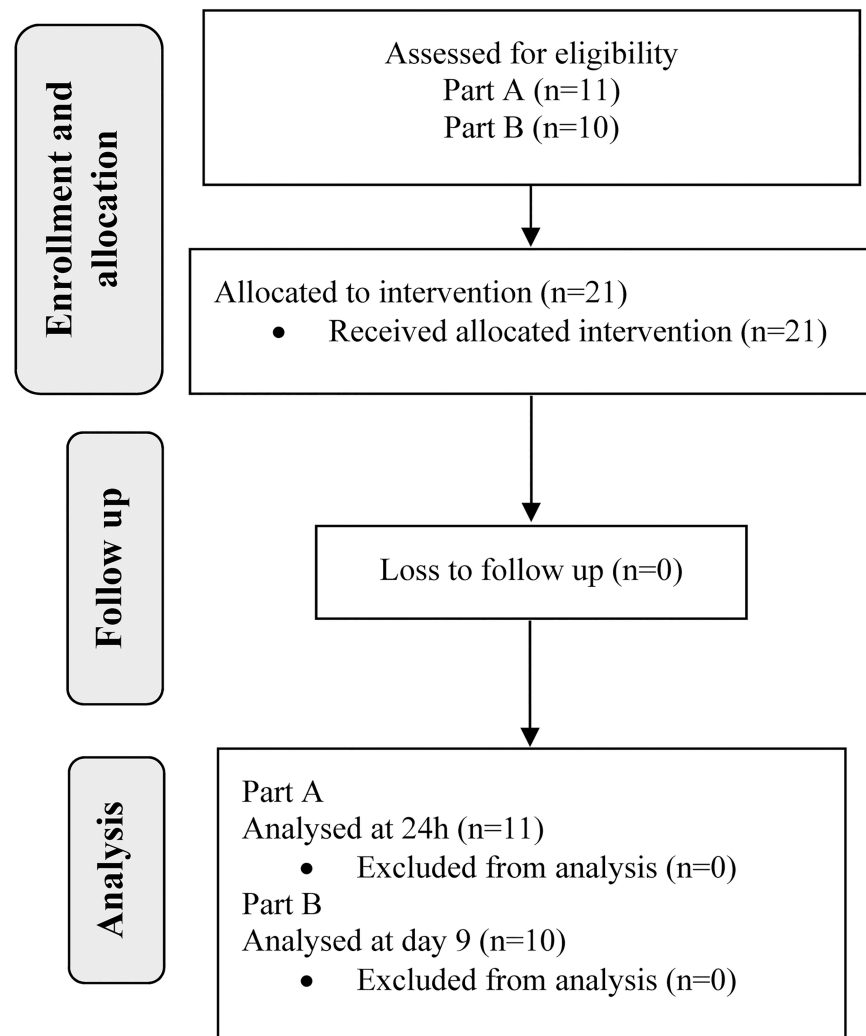 Enrollment and
allocation
Assessed for eligibility
Part A (n=11)
Part B (n=10)
Allocated to intervention (n=21)
• Received allocated intervention (n=21)
Follow up
Loss to follow up (n=0)
Analysis
Part A
Analysed at 24h (n=11)
• Excluded from analysis (n=0)
Part B
Analysed at day 9 (n=10)
• Excluded from analysis (n=0)